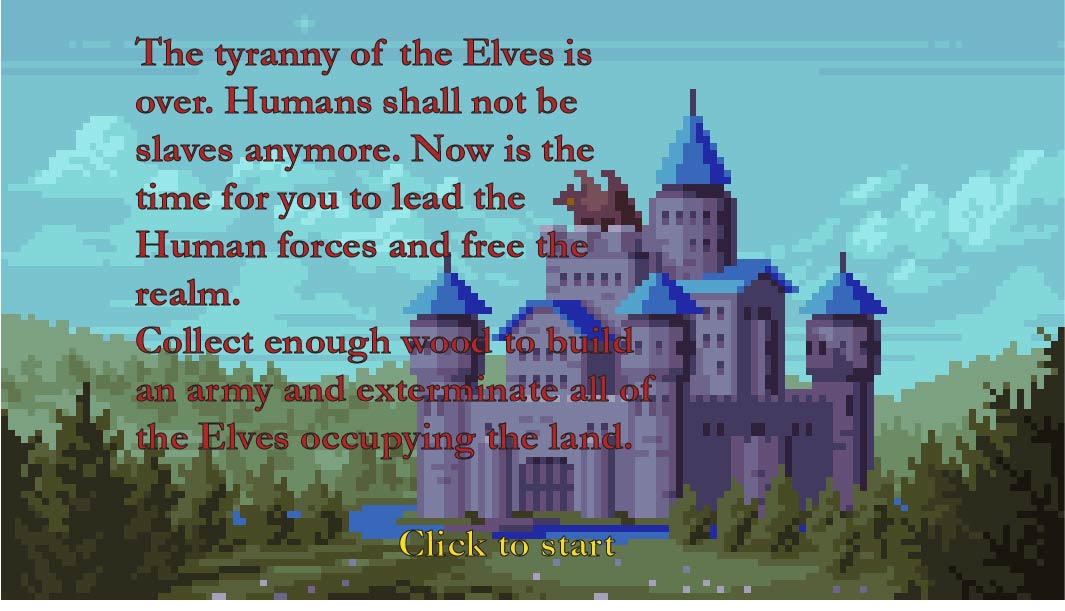 The tyranny of the Elves is
over. Humans shall not be
slaves anymore. Now is the
time for you to lead the
Human forces and free the
realm.
Collect enough wood to build
an army and exterminate all of
the Elves occupying the land.
Click to start